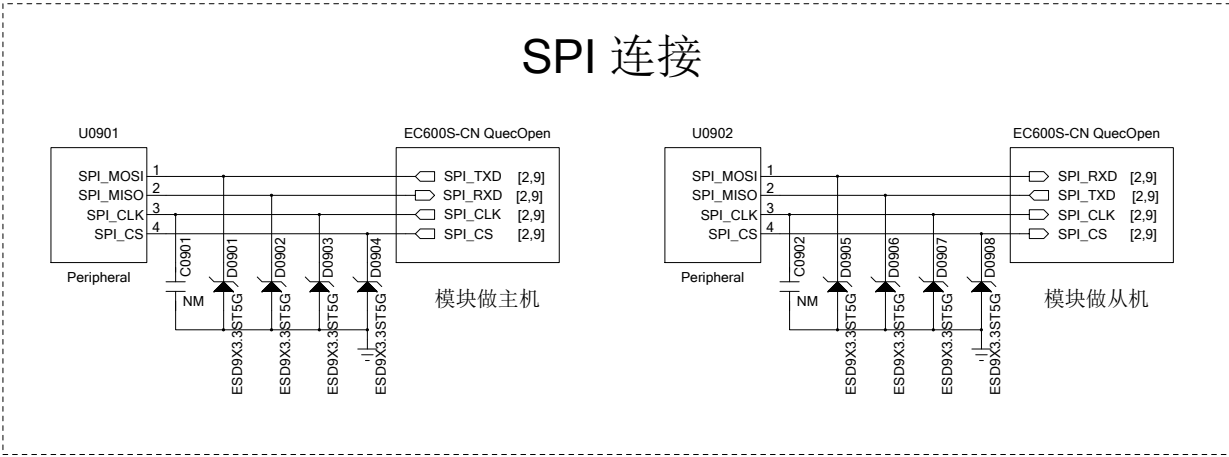 SPI 连接
U0901
EC600S-CN QuecOpen
SPI_MOSI 1
SPI_TXD [2,9]
SPI_MISO 2
SPI_RXD [2,9]
SPI_CLK 3
SPI_CLK [2,9]
SPI_CS 4
SPI_CS [2,9]
Peripheral
C0901
NM
D0901
ESD9X3.3ST5G
D0902
ESD9X3.3ST5G
D0903
ESD9X3.3ST5G
D0904
ESD9X3.3ST5G
模块做主机
U0902
EC600S-CN QuecOpen
SPI_MOSI 1
SPI_RXD [2,9]
SPI_MISO 2
SPI_TXD [2,9]
SPI_CLK 3
SPI_CLK [2,9]
SPI_CS 4
SPI_CS [2,9]
Peripheral
C0902
NM
D0905
ESD9X3.3ST5G
D0906
ESD9X3.3ST5G
D0907
ESD9X3.3ST5G
D0908
ESD9X3.3ST5G
模块做从机